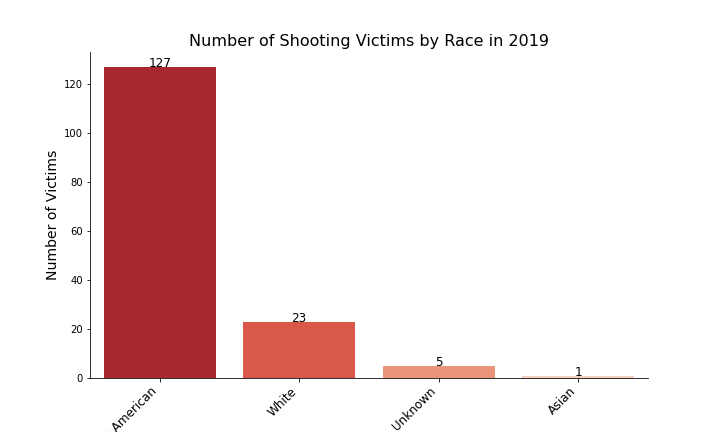 Number of Shooting Victims by Race in 2019
Number of Victims
120
100
80
60
40
20
0
127
23
5
1
American
White
Unknown
Asian